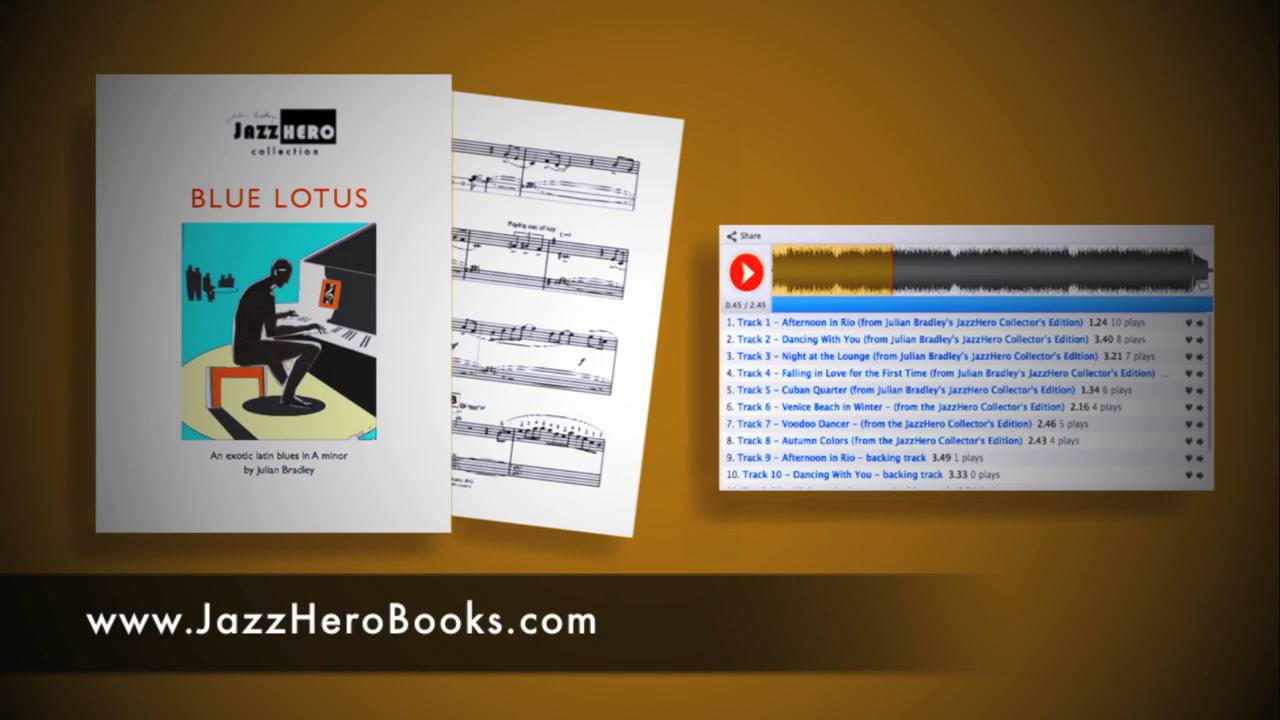 Julian Bradley
JAZZHERO
collection
BLUE LOTUS
An exotic latin blues in A minor
by Julian Bradley
Playing out of key
Share
0.45 / 2.45
1. Track 1 – Afternoon in Rio (from Julian Bradley's JazzHero Collector's Edition) 1.24 10 plays
2. Track 2 – Dancing With You (from Julian Bradley's JazzHero Collector's Edition) 3.40 8 plays
3. Track 3 – Night at the Lounge (from Julian Bradley's JazzHero Collector's Edition) 3.21 7 plays
4. Track 4 – Falling in Love for the First Time (from Julian Bradley's JazzHero Collector's Edition) ...
5. Track 5 – Cuban Quarter (from Julian Bradley's JazzHero Collector's Edition) 1.34 6 plays
6. Track 6 – Venice Beach in Winter – (from the JazzHero Collector's Edition) 2.16 4 plays
7. Track 7 – Voodoo Dancer – (from the JazzHero Collector's Edition) 2.46 5 plays
8. Track 8 – Autumn Colors (from the JazzHero Collector's Edition) 2.43 4 plays
9. Track 9 – Afternoon in Rio – backing track 3.49 1 plays
10. Track 10 – Dancing With You – backing track 3.33 0 plays
www.JazzHeroBooks.com